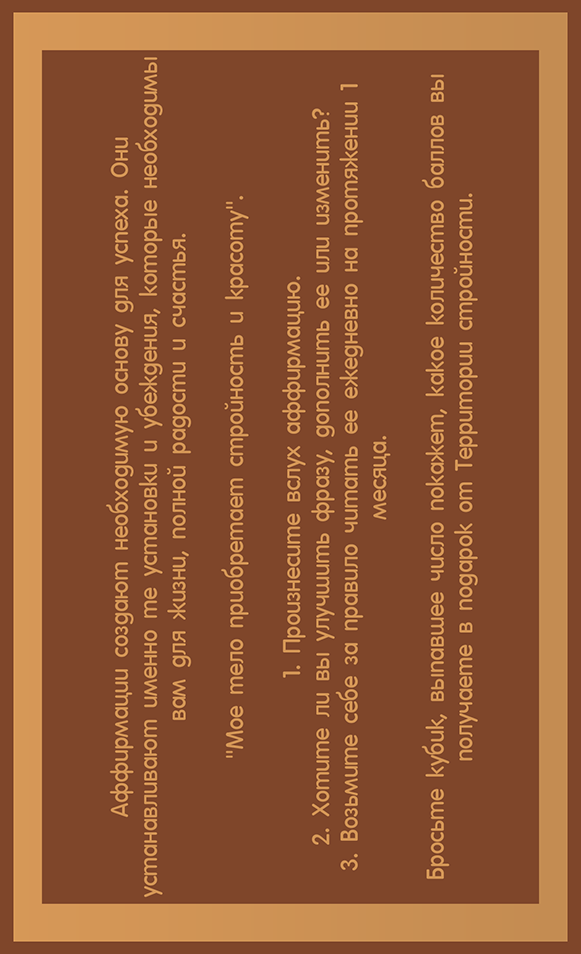 Аффирмации создают необходимую основу для успеха. Они
устанавливают именно те установки и убеждения, которые необходимы
вам для жизни, полной радости и счастья.
"Мое тело приобретает стройность и красоту".
1. Произнесите вслух аффирмацию.
2. Хотите ли вы улучшить фразу, дополнить ее или изменить?
3. Возьмите себе за правило читать ее ежедневно на протяжении 1
месяца.
Бросьте кубик, выпавшее число покажет, какое количество баллов вы
получаете в подарок от Территории стройности.